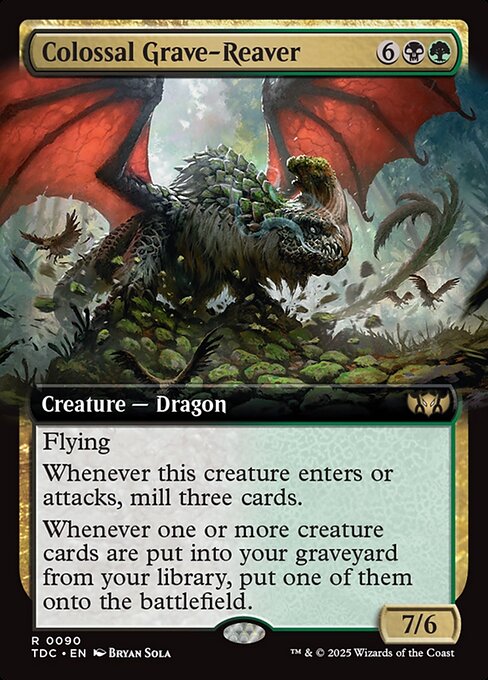 Colossal Grave-Reaver 6
Creature — Dragon
Flying
Whenever this creature enters or
attacks, mill three cards.
Whenever one or more creature
cards are put into your graveyard
from your library, put one of them
onto the battlefield.
7/6
R 0090
TDC • EN Bryan Sola
™ & © 2025 Wizards of the Coast